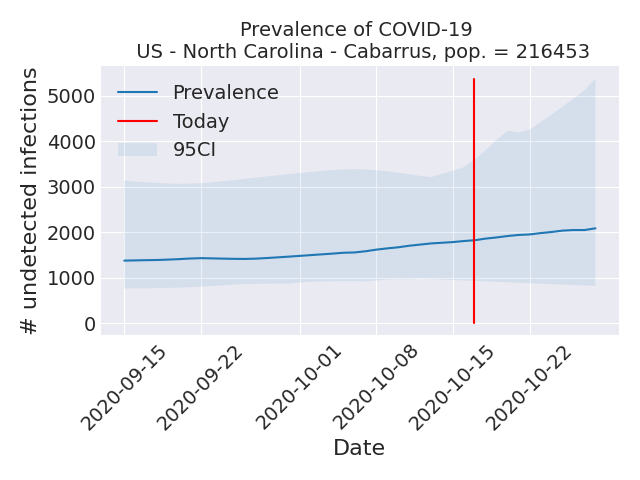 Prevalence of COVID-19
US - North Carolina - Cabarrus, pop. = 216453
# undetected infections
5000
4000
3000
2000
1000
0
Prevalence
Today
95CI
2020-09-15
2020-09-22
2020-10-01
2020-10-08
2020-10-15
2020-10-22
Date